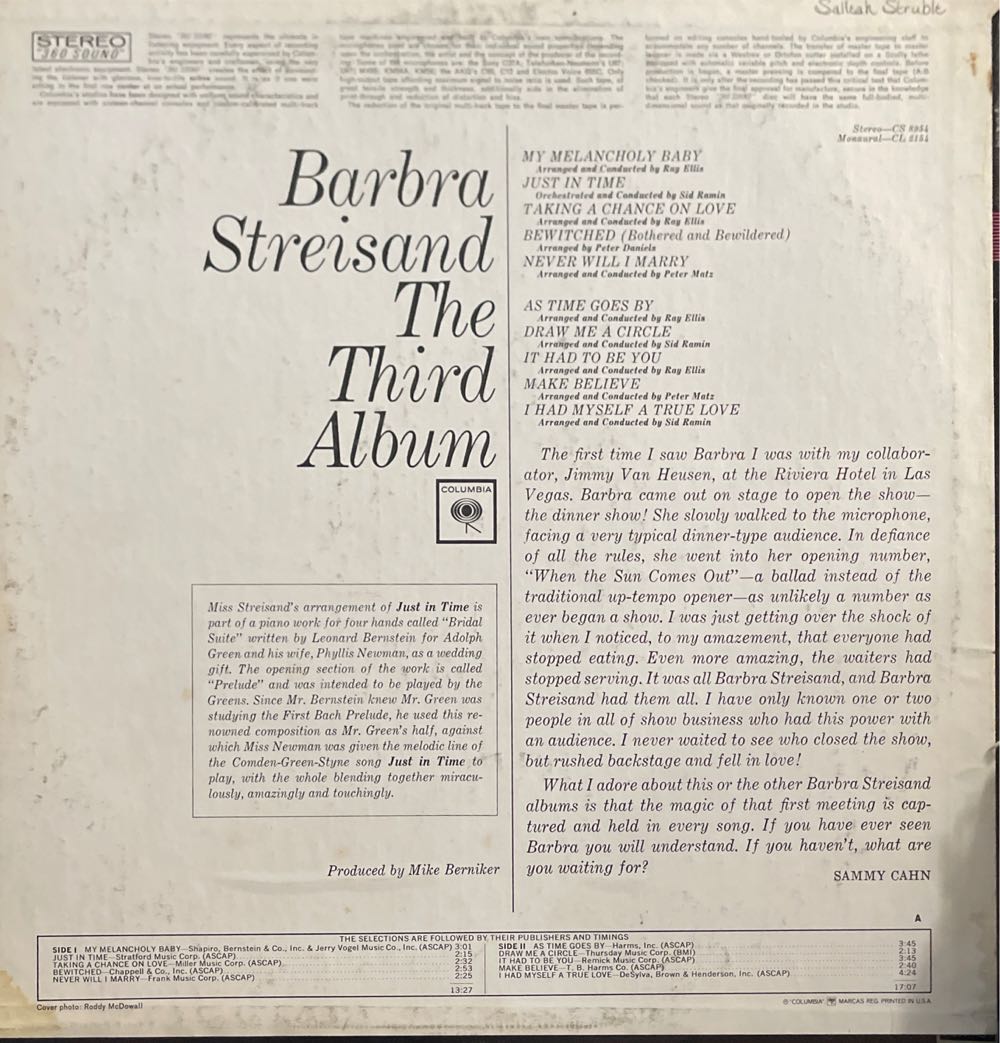 Salleah Struble
STEREO
"360 SOUND"
Stereo—CS 8954
Monaural—CL 2154
Barbra
Streisand
The
Third
Album
COLUMBIA
MY MELANCHOLY BABY
Arranged and Conducted by Ray Ellis
JUST IN TIME
Orchestrated and Conducted by Sid Ramin
TAKING A CHANCE ON LOVE
Arranged and Conducted by Ray Ellis
BEWITCHED (Bothered and Bewildered)
Arranged by Peter Daniels
NEVER WILL I MARRY
Arranged and Conducted by Peter Matz
AS TIME GOES BY
Arranged and Conducted by Ray Ellis
DRAW ME A CIRCLE
Arranged and Conducted by Sid Ramin
IT HAD TO BE YOU
Arranged and Conducted by Ray Ellis
MAKE BELIEVE
Arranged and Conducted by Peter Matz
I HAD MYSELF A TRUE LOVE
Arranged and Conducted by Sid Ramin
Miss Streisand's arrangement of Just in Time is
part of a piano work for four hands called "Bridal
Suite" written by Leonard Bernstein for Adolph
Green and his wife, Phyllis Newman, as a wedding
gift. The opening section of the work is called
"Prelude" and was intended to be played by the
Greens. Since Mr. Bernstein knew Mr. Green was
studying the First Bach Prelude, he used this re-
nowned composition as Mr. Green's half, against
which Miss Newman was given the melodic line of
the Comden-Green-Styne song Just in Time to
play, with the whole blending together miracu-
lously, amazingly and touchingly.
Produced by Mike Berniker
The first time I saw Barbra I was with my collabor-
ator, Jimmy Van Heusen, at the Riviera Hotel in Las
Vegas. Barbra came out on stage to open the show—
the dinner show! She slowly walked to the microphone,
facing a very typical dinner-type audience. In defiance
of all the rules, she went into her opening number,
"When the Sun Comes Out"—a ballad instead of the
traditional up-tempo opener—as unlikely a number as
ever began a show. I was just getting over the shock of
it when I noticed, to my amazement, that everyone had
stopped eating. Even more amazing, the waiters had
stopped serving. It was all Barbra Streisand, and Barbra
Streisand had them all. I have only known one or two
people in all of show business who had this power with
an audience. I never waited to see who closed the show,
but rushed backstage and fell in love!
What I adore about this or the other Barbra Streisand
albums is that the magic of that first meeting is cap-
tured and held in every song. If you have ever seen
Barbra you will understand. If you haven't, what are
you waiting for?
SAMMY CAHN
A
THE SELECTIONS ARE FOLLOWED BY THEIR PUBLISHERS AND TIMINGS
SIDE I MY MELANCHOLY BABY—Shapiro, Bernstein & Co., Inc. & Jerry Vogel Music Co., Inc. (ASCAP) 3:01
JUST IN TIME—Stratford Music Corp. (ASCAP) 2:15
TAKING A CHANCE ON LOVE—Miller Music Corp. (ASCAP) 2:32
BEWITCHED—Chappell & Co., Inc. (ASCAP) 2:53
NEVER WILL I MARRY—Frank Music Corp. (ASCAP) 2:25
13:27
SIDE II AS TIME GOES BY—Harms, Inc. (ASCAP) 3:45
DRAW ME A CIRCLE—Thursday Music Corp. (BMI) 2:13
IT HAD TO BE YOU—Remick Music Corp. (ASCAP) 3:45
MAKE BELIEVE—T. B. Harms Co. (ASCAP) 2:40
I HAD MYSELF A TRUE LOVE—DeSylva, Brown & Henderson, Inc. (ASCAP) 4:24
17:07
Cover photo: Roddy McDowall
® "COLUMBIA" MARCAS REG. PRINTED IN U.S.A.